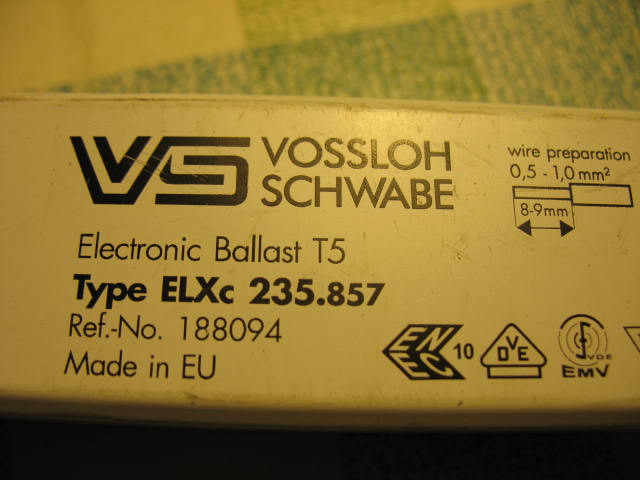 VS VOSSLOH
SCHWABE
wire preparation
0,5 - 1,0 mm²
8-9mm
Electronic Ballast T5
Type ELXc 235.857
Ref.-No. 188094
Made in EU
ENEC 10
VDE
VDE
EMV